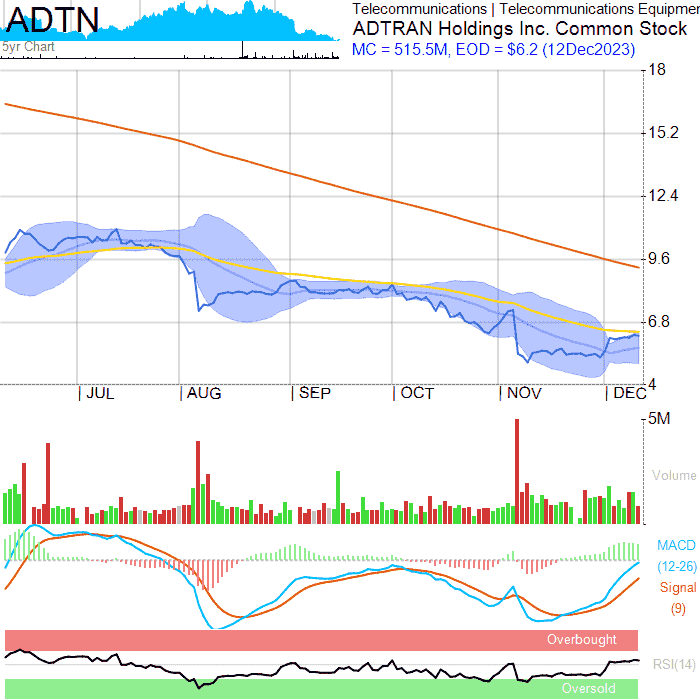 ADTN
5yr Chart
Telecommunications | Telecommunications Equipmen
ADTRAN Holdings Inc. Common Stock
MC = 515.5M, EOD = $6.2 (12Dec2023)
18
15.2
12.4
9.6
6.8
4
| JUL | AUG | SEP | OCT | NOV | DEC
5M
Volume
MACD
(12-26)
Signal
(9)
Overbought
RSI(14)
Oversold